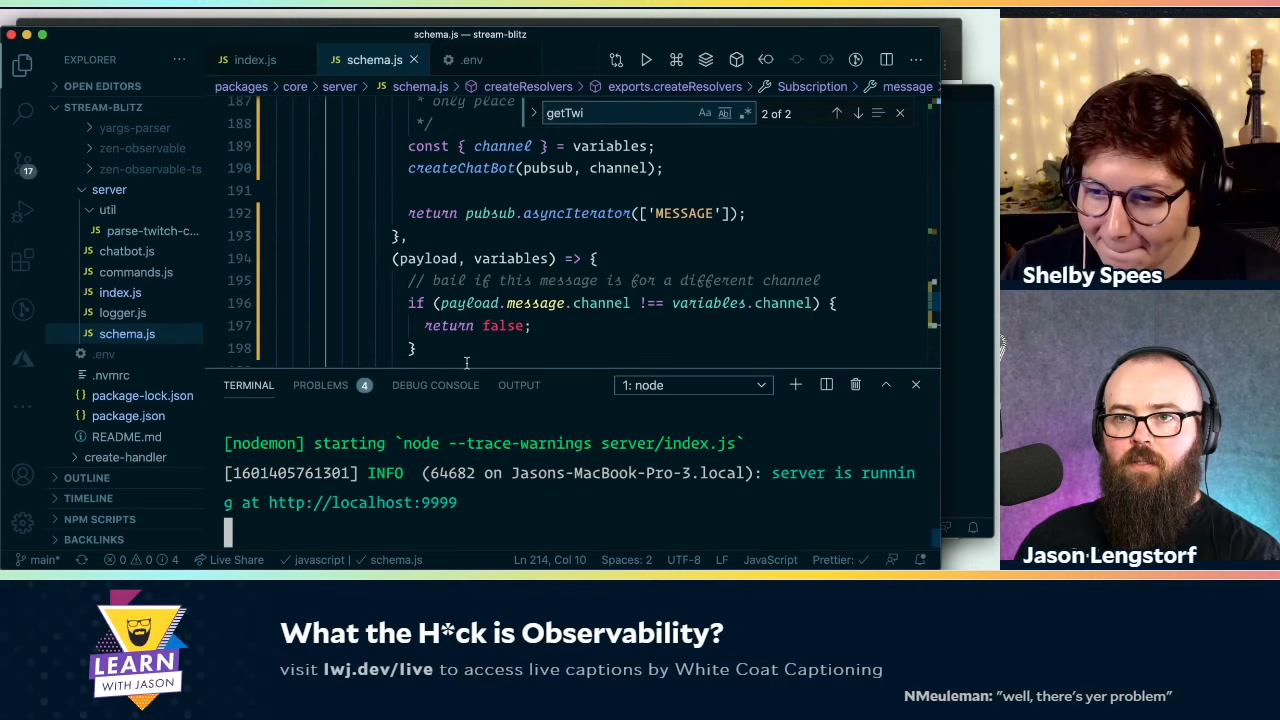 schema.js — stream-blitz
EXPLORER
index.js
schema.js
.env
OPEN EDITORS
STREAM-BLITZ
yargs-parser
zen-observable
zen-observable-ts
server
util
parse-twitch-c...
chatbot.js
commands.js
index.js
logger.js
schema.js
.env
.nvmrc
package-lock.json
package.json
README.md
create-handler
OUTLINE
TIMELINE
NPM SCRIPTS
BACKLINKS
17
packages > core > server > schema.js > createResolvers > exports.createResolvers > Subscription > message
getTwi
Aa
Ab
2 of 2
187 * only place
188 */
189 const { channel } = variables;
190 createChatBot(pubsub, channel);
191
192 return pubsub.asyncIterator(['MESSAGE']);
193 },
194 (payload, variables) => {
195 // bail if this message is for a different channel
196 if (payload.message.channel !== variables.channel) {
197 return false;
198 }
TERMINAL PROBLEMS 4 DEBUG CONSOLE OUTPUT 1: node
[nodemon] starting `node --trace-warnings server/index.js`
[1601405761301] INFO (64682 on Jasons-MacBook-Pro-3.local): server is runnin
g at http://localhost:9999
main* 0 0 4 Live Share javascript | schema.js Ln 214, Col 10 Spaces: 2 UTF-8 LF JavaScript Prettier: ✓
Shelby Spees
Jason Lengstorf
LEARN
WITH JASON
What the H*ck is Observability?
visit lwj.dev/live to access live captions by White Coat Captioning
NMeuleman: "well, there's yer problem"